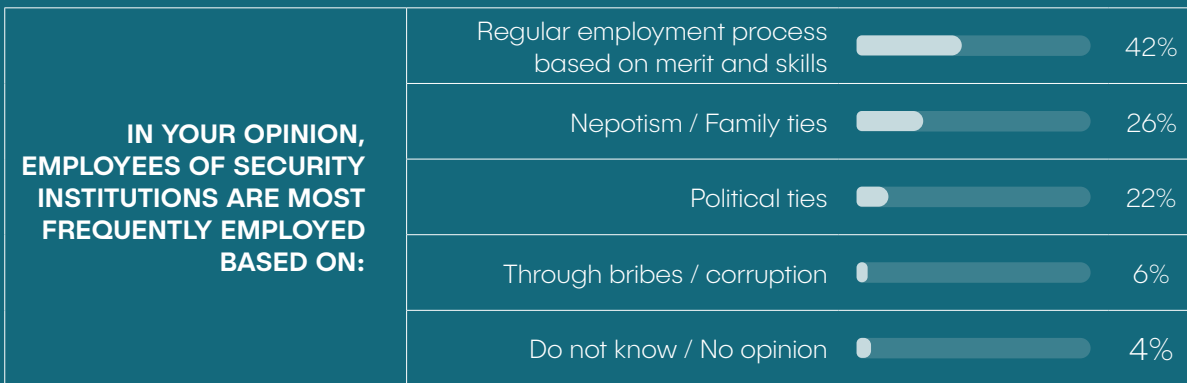 IN YOUR OPINION,
EMPLOYEES OF SECURITY
INSTITUTIONS ARE MOST
FREQUENTLY EMPLOYED
BASED ON:
Regular employment process
based on merit and skills
42%
Nepotism / Family ties
26%
Political ties
22%
Through bribes / corruption
6%
Do not know / No opinion
4%